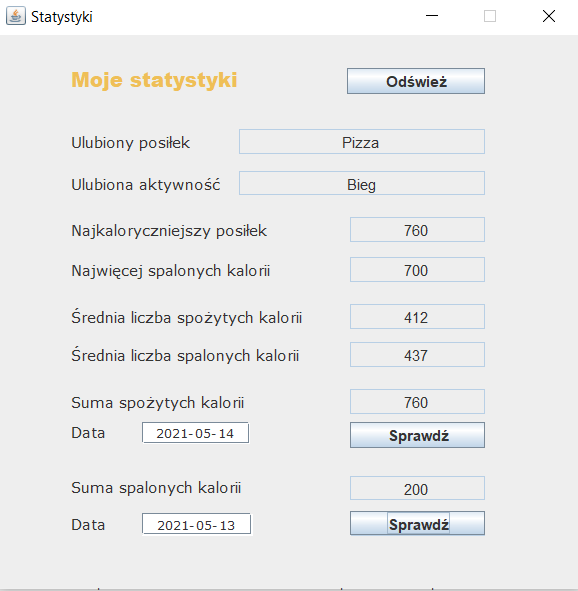 Statystyki
Moje statystyki Odśwież
Ulubiony posiłek Pizza
Ulubiona aktywność Bieg
Najkaloryczniejszy posiłek 760
Najwięcej spalonych kalorii 700
Średnia liczba spożytych kalorii 412
Średnia liczba spalonych kalorii 437
Suma spożytych kalorii 760
Data 2021-05-14 Sprawdź
Suma spalonych kalorii 200
Data 2021-05-13 Sprawdź